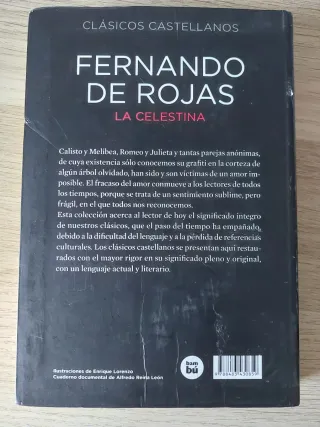 CLÁSICOS CASTELLANOS
FERNANDO
DE ROJAS
LA CELESTINA
Calisto y Melibea, Romeo y Julieta y tantas parejas anónimas,
de cuya existencia sólo conocemos su grafiti en la corteza de
algún árbol olvidado, han sido y son víctimas de un amor im-
posible. El fracaso del amor conmueve a los lectores de todos
los tiempos, porque se trata de un sentimiento sublime, pero
frágil, en el que todos nos reconocemos.
Esta colección acerca al lector de hoy el significado íntegro
de nuestros clásicos, que el paso del tiempo ha empañado,
debido a la dificultad del lenguaje y a la pérdida de referencias
culturales. Los clásicos castellanos se presentan aquí restau-
rados con el mayor rigor en su significado pleno y original,
con un lenguaje actual y literario.
Ilustraciones de Enrique Lorenzo
Cuaderno documental de Alfredo Reina León
bam
bú